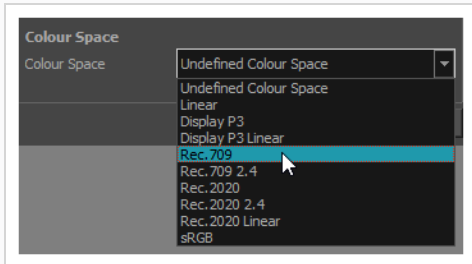 Colour Space
Colour Space Undefined Colour Space
Undefined Colour Space
Linear
Display P3
Display P3 Linear
Rec.709
Rec.709 2.4
Rec.2020
Rec.2020 2.4
Rec.2020 Linear
sRGB